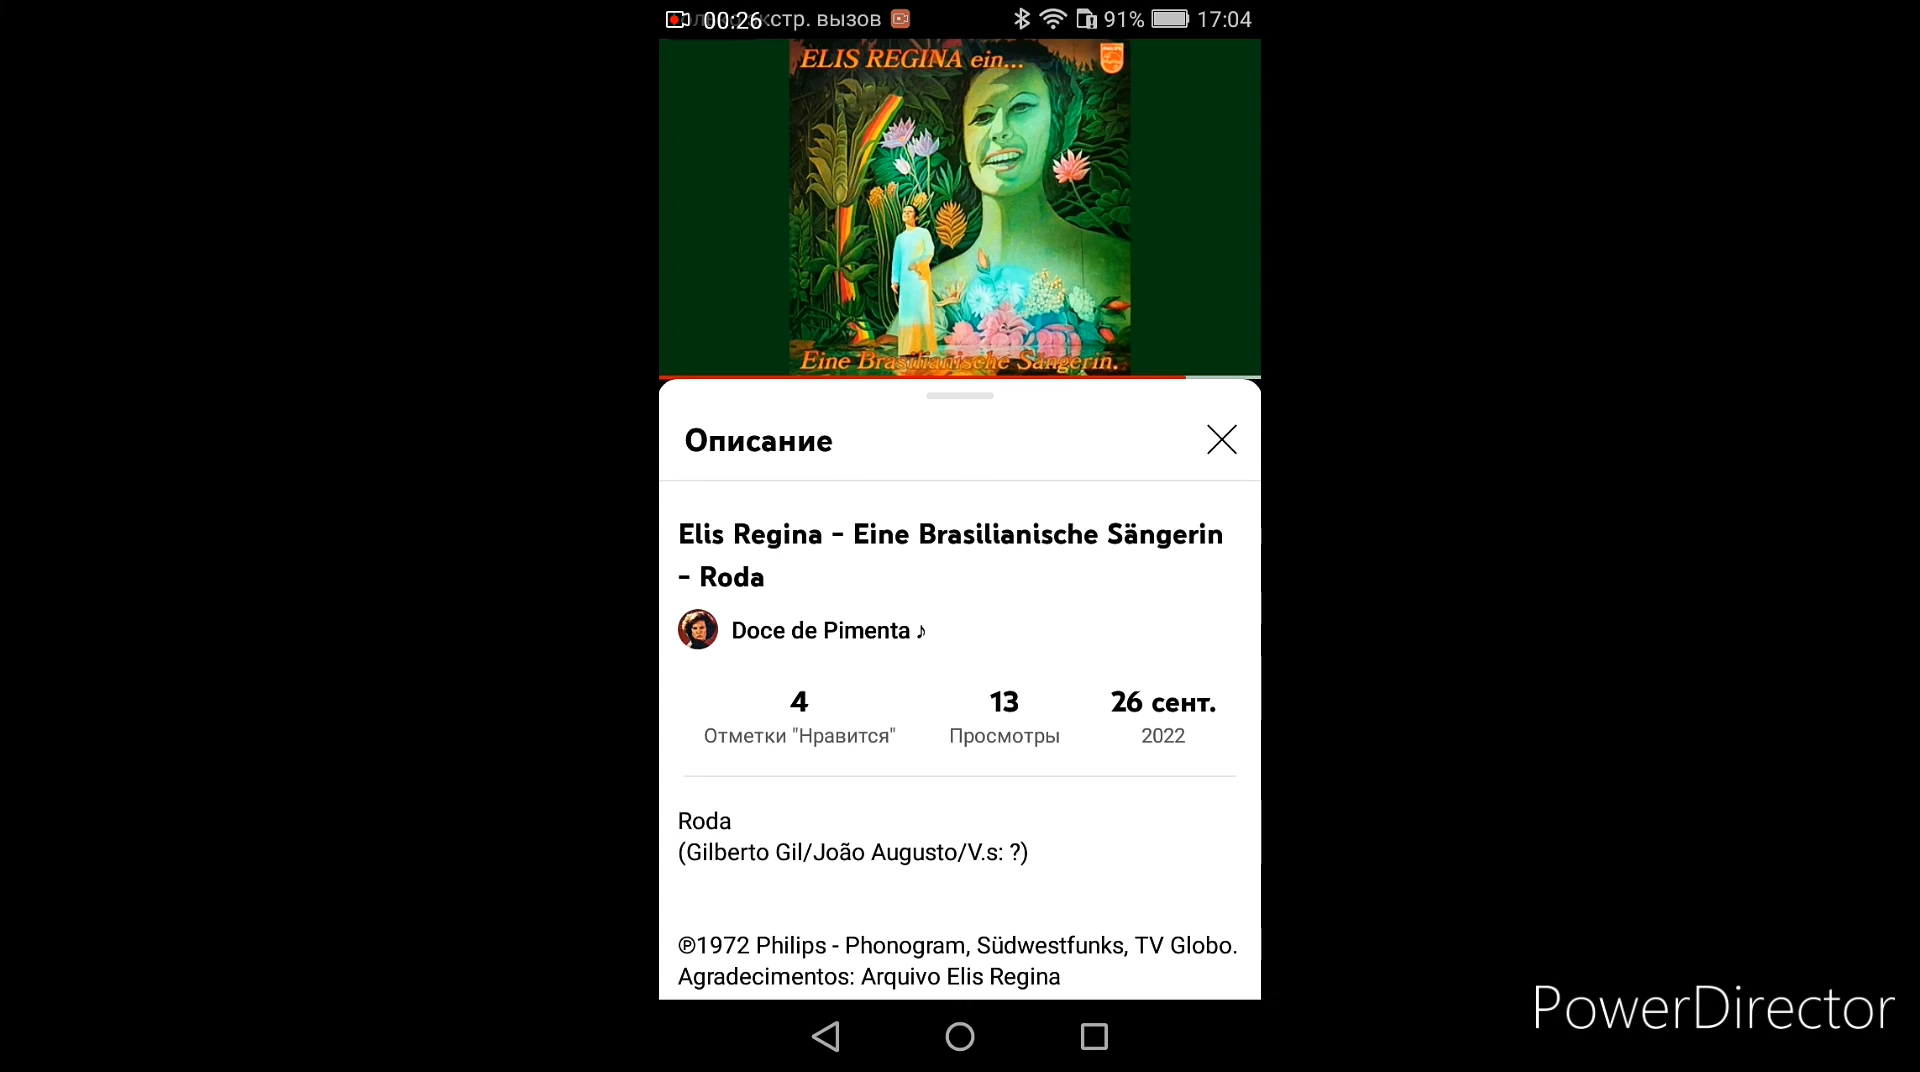 00:26 кстр. вызов 91% 17:04
ELIS REGINA ein...
PHILIPS
Eine Brasilianische Sängerin.
Описание
Elis Regina - Eine Brasilianische Sängerin
- Roda
Doce de Pimenta ♪
4 13 26 сент.
Отметки "Нравится" Просмотры 2022
Roda
(Gilberto Gil/João Augusto/V.s: ?)
℗1972 Philips - Phonogram, Südwestfunks, TV Globo.
Agradecimentos: Arquivo Elis Regina
PowerDirector